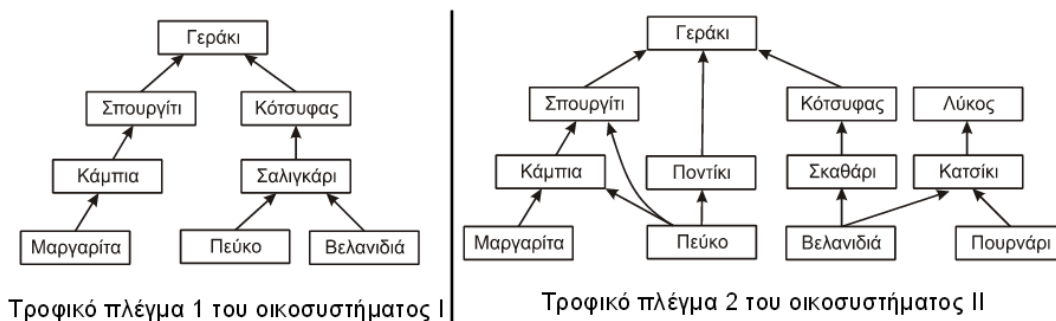 Γεράκι
Σπουργίτι Κότσυφας
Κάμπια Σαλιγκάρι
Μαργαρίτα Πεύκο Βελανιδιά
Τροφικό πλέγμα 1 του οικοσυστήματος Ι
Γεράκι
Σπουργίτι Κότσυφας Λύκος
Κάμπια Ποντίκι Σκαθάρι Κατσίκι
Μαργαρίτα Πεύκο Βελανιδιά Πουρνάρι
Τροφικό πλέγμα 2 του οικοσυστήματος ΙΙ